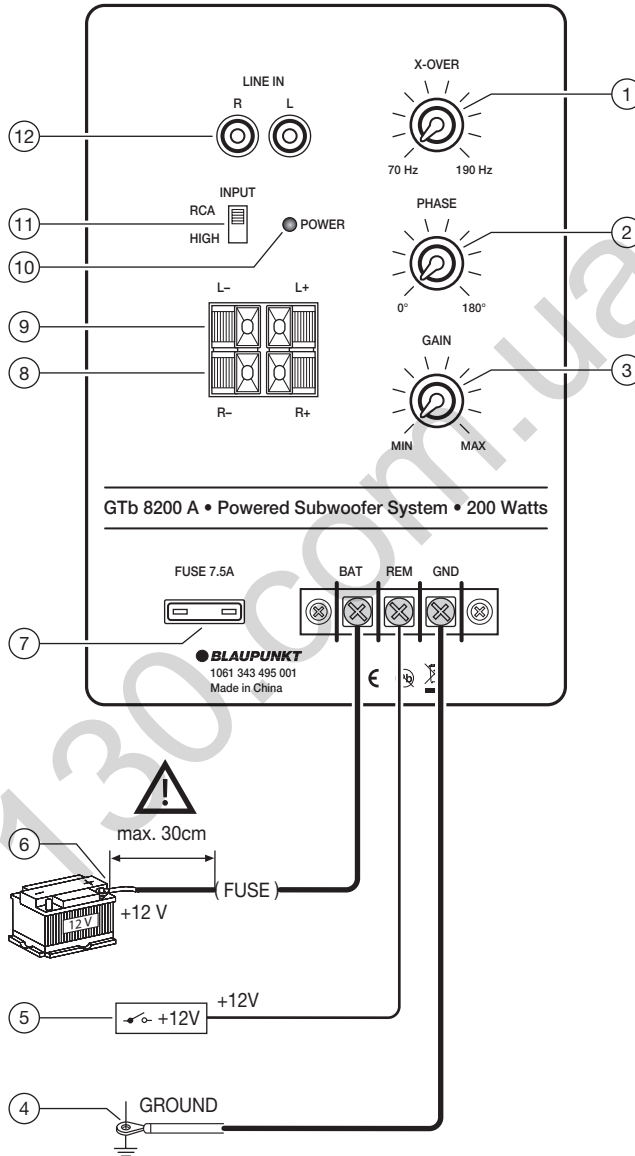 X-OVER
1
70 Hz 190 Hz
LINE IN
R L
12
INPUT
RCA
HIGH
11
POWER
10
PHASE
2
0° 180°
L– L+
9
8
R– R+
GAIN
3
MIN MAX
GTb 8200 A • Powered Subwoofer System • 200 Watts
FUSE 7.5A
BAT REM GND
7
BLAUPUNKT
1061 343 495 001
Made in China
CE Pb
max. 30cm
6
(FUSE)
+12 V
12 V
+12V
5
+12V
4
GROUND
130.com.ua